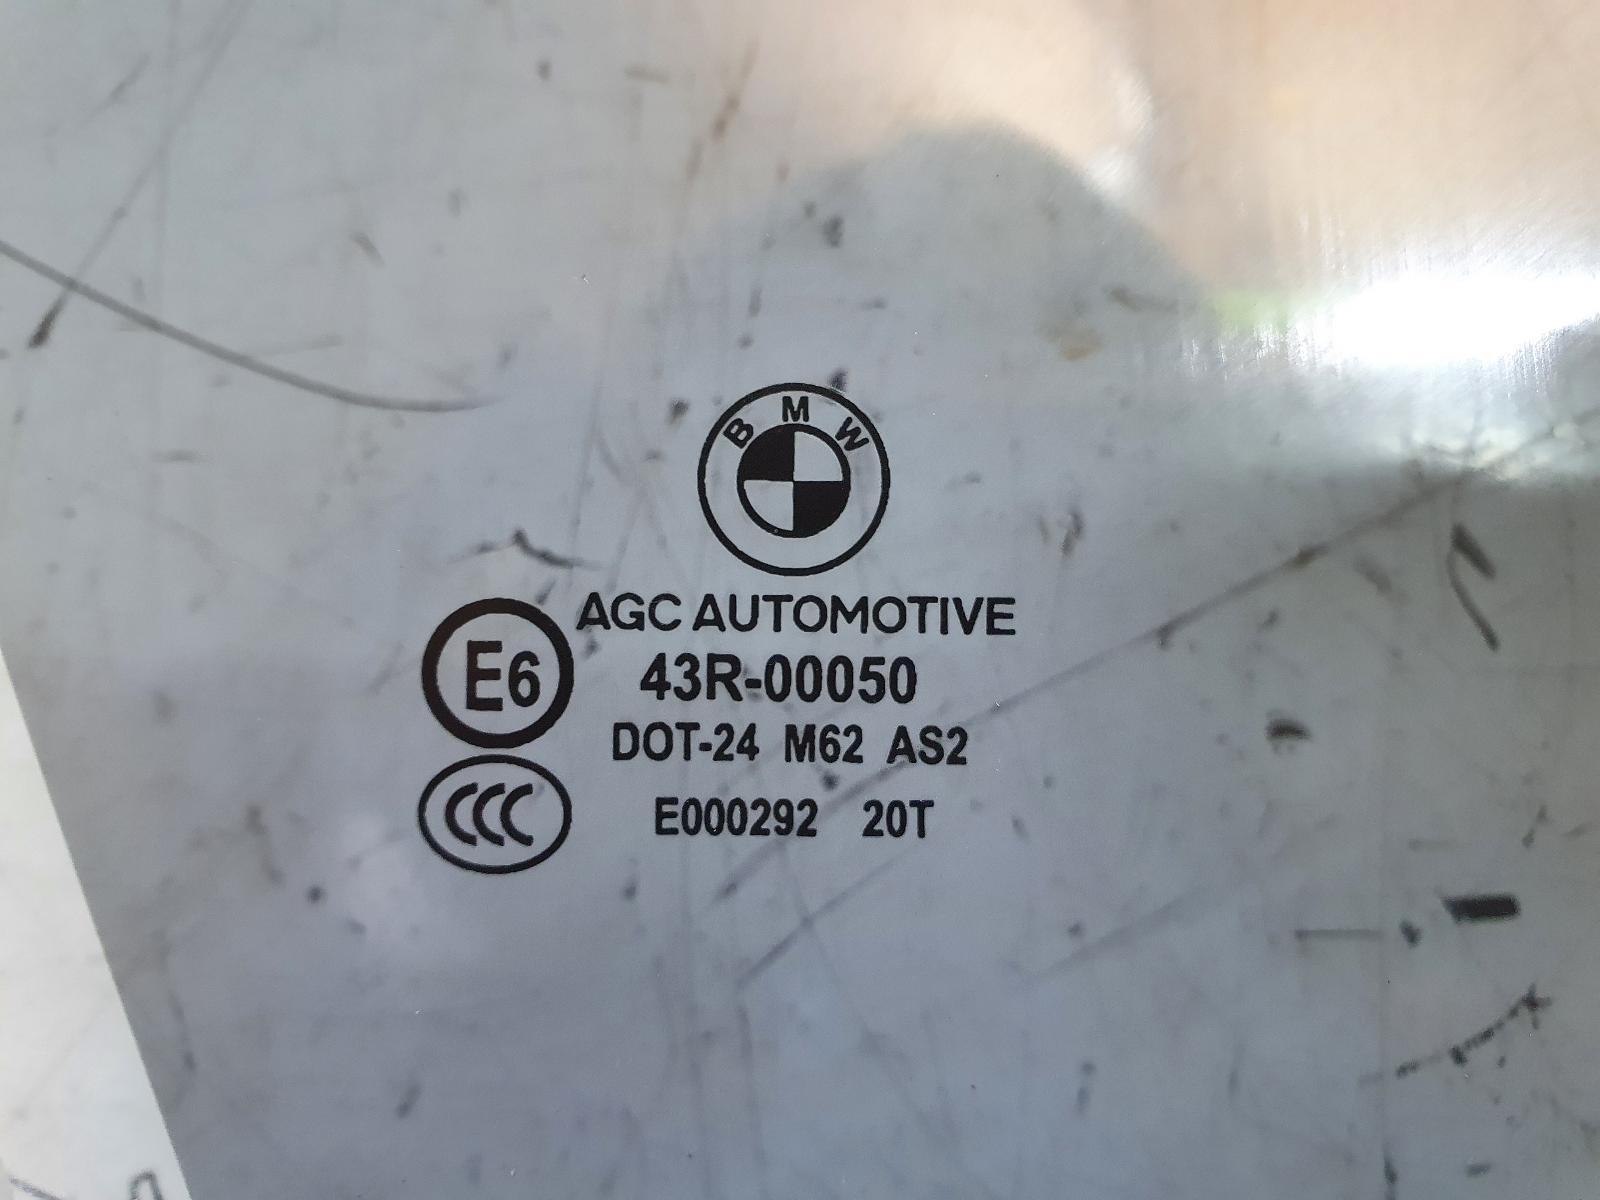 BMW
AGC AUTOMOTIVE
E6 43R-00050
DOT-24 M62 AS2
CCC E000292 20T